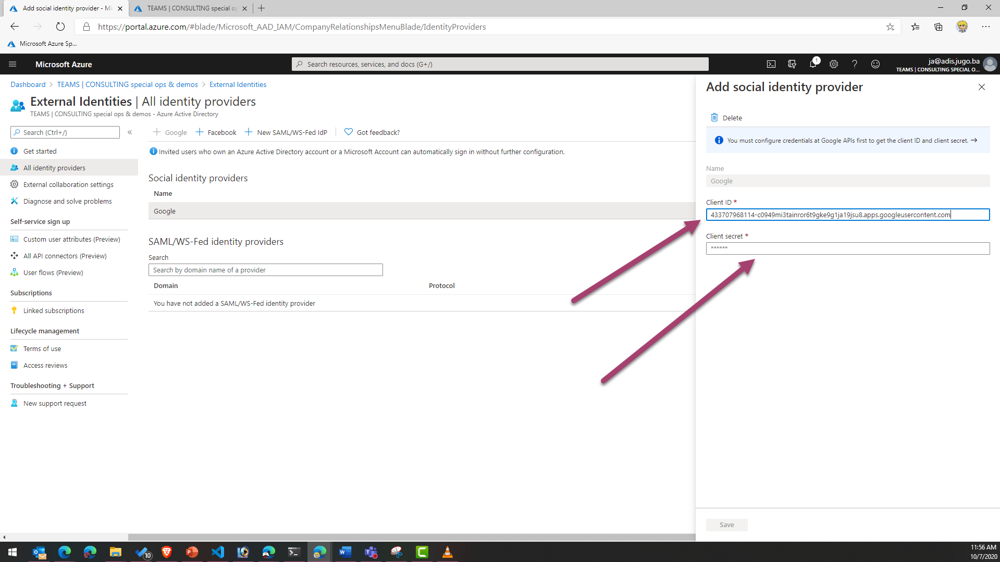 Add social identity provider - Mi
TEAMS | CONSULTING special op
https://portal.azure.com/#blade/Microsoft_AAD_IAM/CompanyRelationshipsMenuBlade/IdentityProviders
Microsoft Azure Sp...
Microsoft Azure
Search resources, services, and docs (G+/)
1
ja@adis.jugo.ba
TEAMS | CONSULTING SPECIAL O...
Dashboard > TEAMS | CONSULTING special ops & demos > External Identities
External Identities | All identity providers
TEAMS | CONSULTING special ops & demos - Azure Active Directory
Search (Ctrl+/)
«
Get started
All identity providers
External collaboration settings
Diagnose and solve problems
Self-service sign up
Custom user attributes (Preview)
All API connectors (Preview)
User flows (Preview)
Subscriptions
Linked subscriptions
Lifecycle management
Terms of use
Access reviews
Troubleshooting + Support
New support request
+ Google + Facebook + New SAML/WS-Fed IdP Got feedback?
Invited users who own an Azure Active Directory account or a Microsoft Account can automatically sign in without further configuration.
Social identity providers
Name
Google
SAML/WS-Fed identity providers
Search
Search by domain name of a provider
Domain Protocol
You have not added a SAML/WS-Fed identity provider
Add social identity provider
Delete
You must configure credentials at Google APIs first to get the client ID and client secret. →
Name
Google
Client ID *
433707968114-c0949mi3tainror6t9gke9g1ja19jsu8.apps.googleusercontent.com
Client secret *
******
Save
10
11:56 AM
10/7/2020